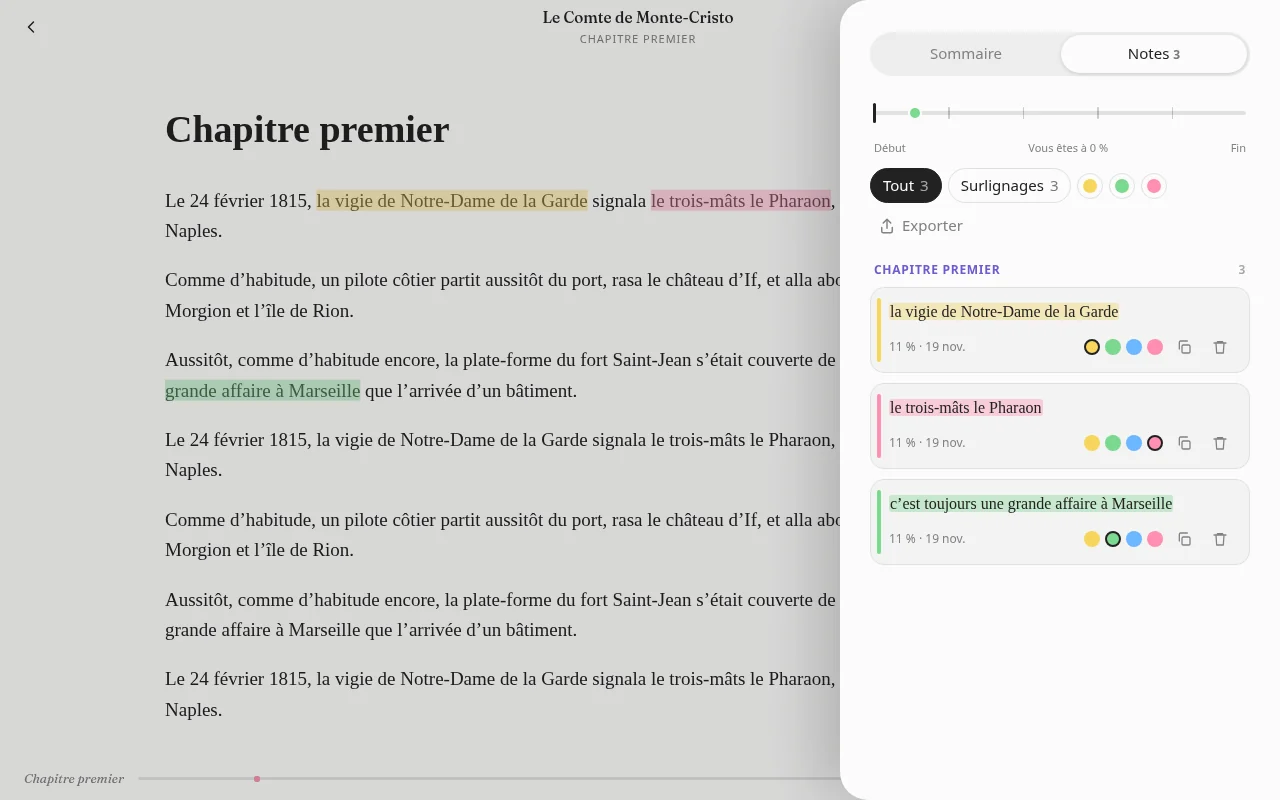 Le Comte de Monte-Cristo
CHAPITRE PREMIER
Chapitre premier
Le 24 février 1815, la vigie de Notre-Dame de la Garde signala le trois-mâts le Pharaon,
Naples.
Comme d’habitude, un pilote côtier partit aussitôt du port, rasa le château d’If, et alla
Morgion et l’île de Rion.
Aussitôt, comme d’habitude encore, la plate-forme du fort Saint-Jean s’était couverte de
grande affaire à Marseille que l’arrivée d’un bâtiment.
Le 24 février 1815, la vigie de Notre-Dame de la Garde signala le trois-mâts le Pharaon,
Naples.
Comme d’habitude, un pilote côtier partit aussitôt du port, rasa le château d’If, et alla
Morgion et l’île de Rion.
Aussitôt, comme d’habitude encore, la plate-forme du fort Saint-Jean s’était couverte de
grande affaire à Marseille que l’arrivée d’un bâtiment.
Le 24 février 1815, la vigie de Notre-Dame de la Garde signala le trois-mâts le Pharaon,
Naples.
Chapitre premier
Sommaire
Notes 3
Début
Vous êtes à 0 %
Fin
Tout 3
Surlignages 3
Exporter
CHAPITRE PREMIER 3
la vigie de Notre-Dame de la Garde
11 % · 19 nov.
le trois-mâts le Pharaon
11 % · 19 nov.
c’est toujours une grande affaire à Marseille
11 % · 19 nov.